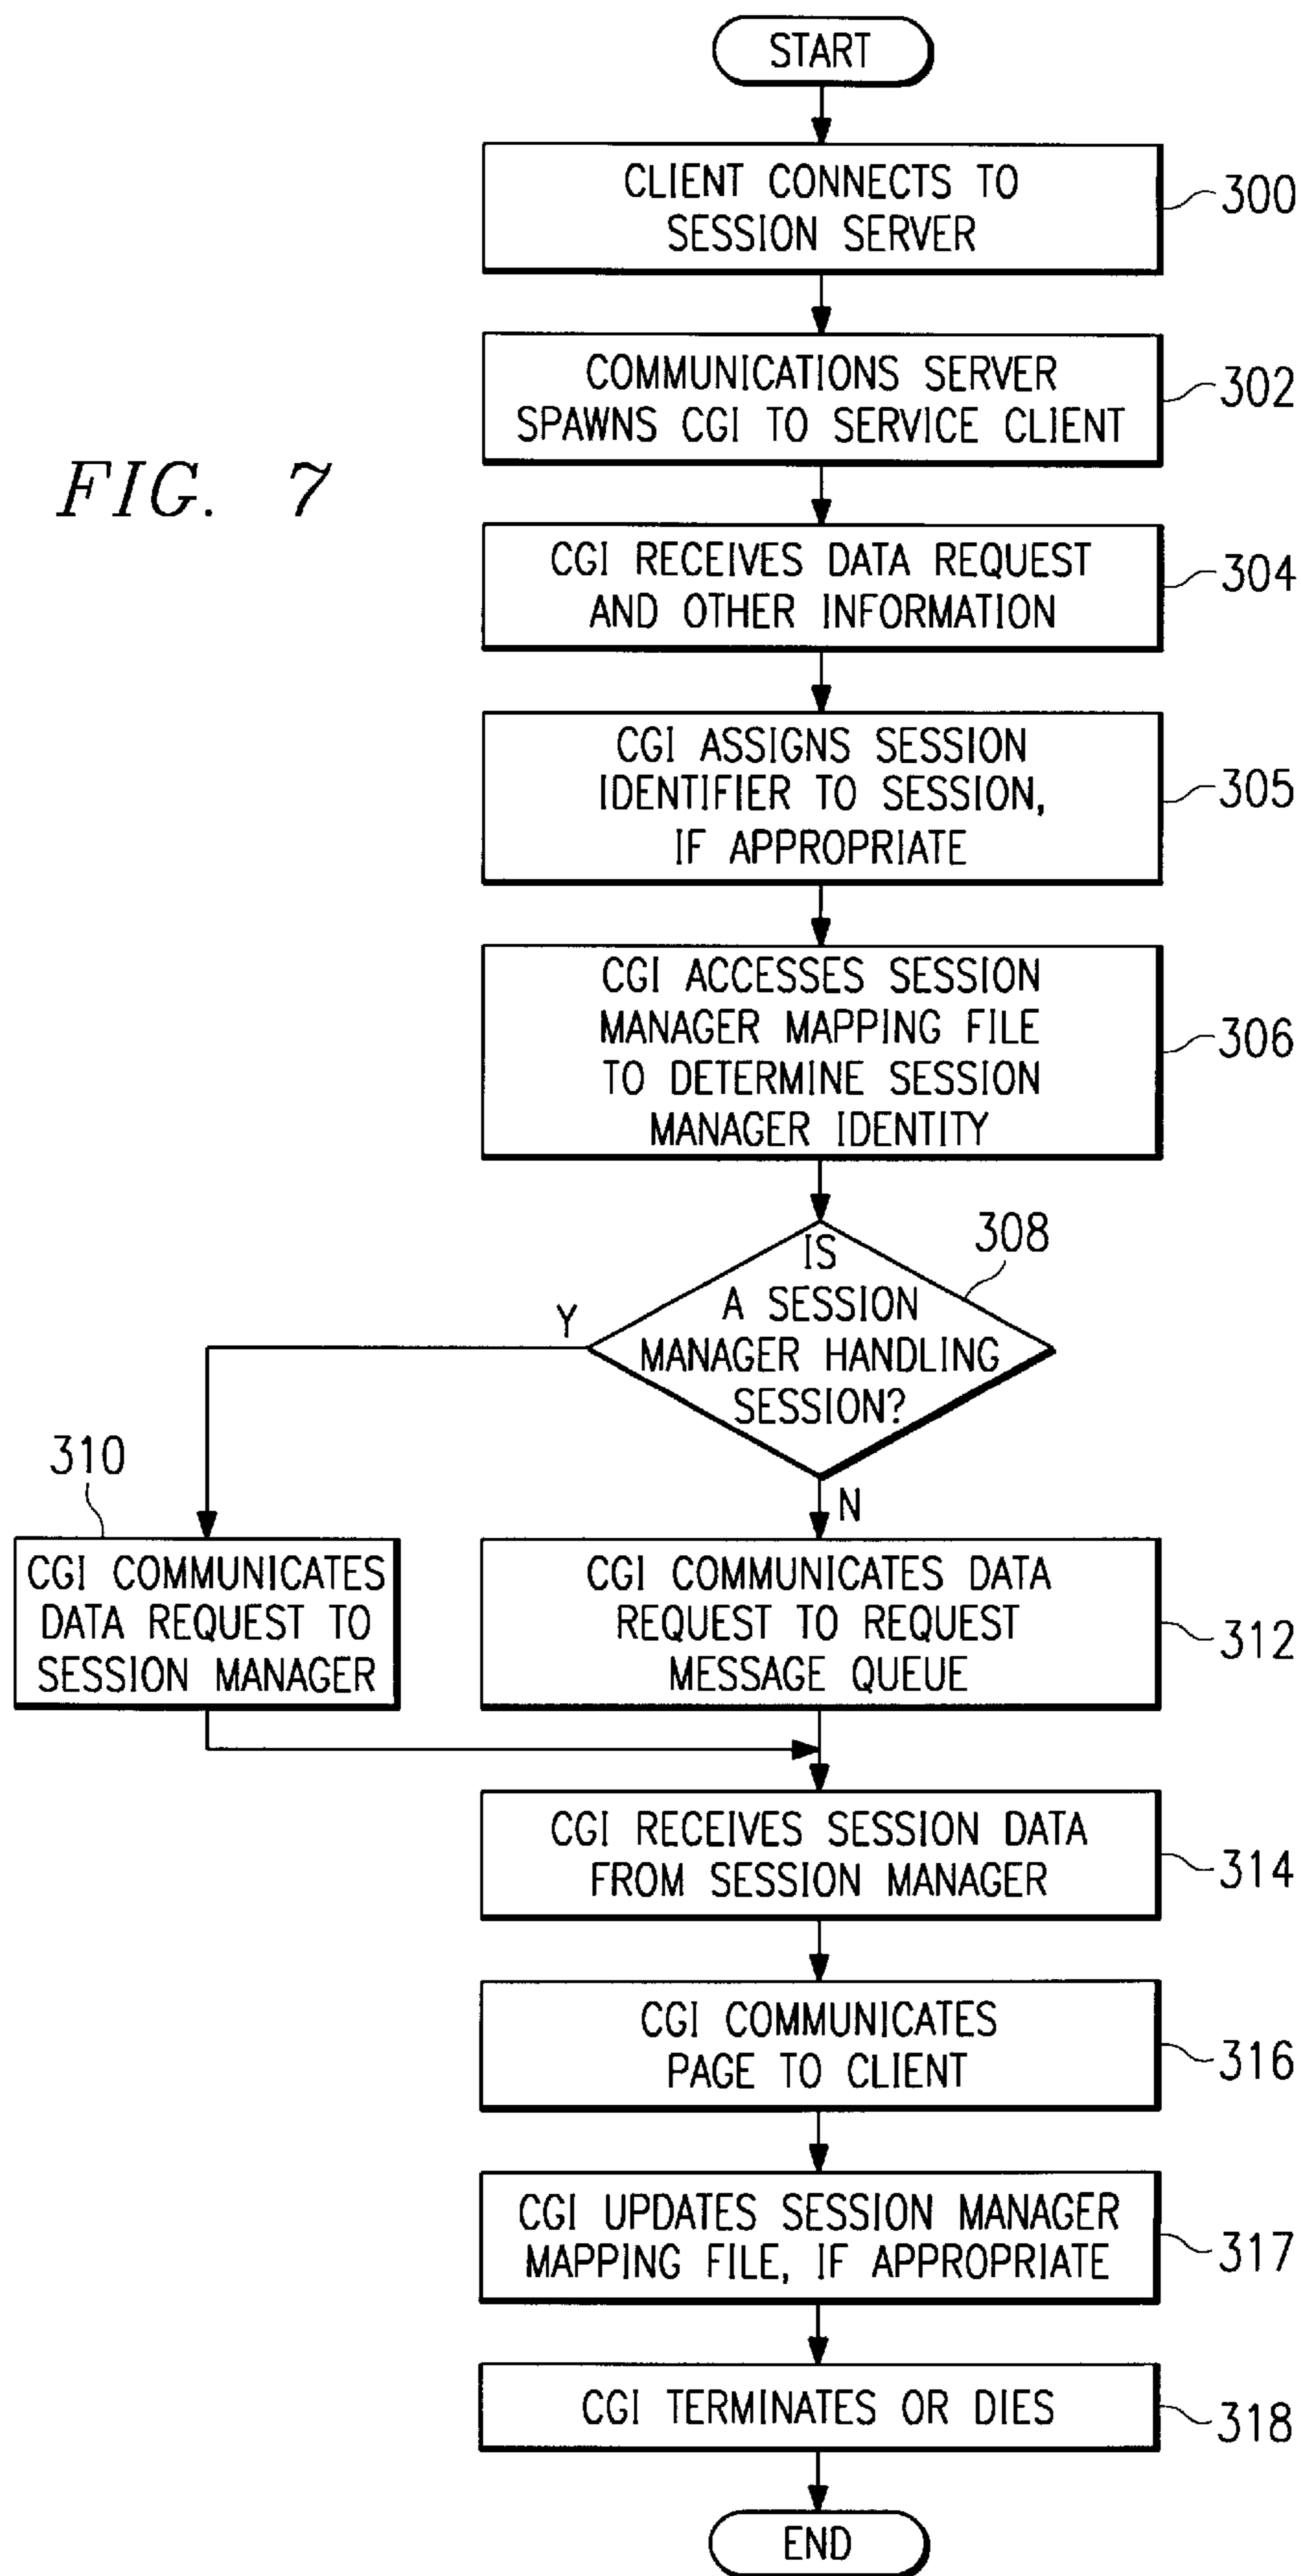 START
CLIENT CONNECTS TO
SESSION SERVER
300
COMMUNICATIONS SERVER
SPAWNS CGI TO SERVICE CLIENT
302
FIG. 7
CGI RECEIVES DATA REQUEST
AND OTHER INFORMATION
304
CGI ASSIGNS SESSION
IDENTIFIER TO SESSION,
IF APPROPRIATE
305
CGI ACCESSES SESSION
MANAGER MAPPING FILE
TO DETERMINE SESSION
MANAGER IDENTITY
306
IS
A SESSION
MANAGER HANDLING
SESSION?
308
Y
N
310
CGI COMMUNICATES
DATA REQUEST TO
SESSION MANAGER
CGI COMMUNICATES DATA
REQUEST TO REQUEST
MESSAGE QUEUE
312
CGI RECEIVES SESSION DATA
FROM SESSION MANAGER
314
CGI COMMUNICATES
PAGE TO CLIENT
316
CGI UPDATES SESSION MANAGER
MAPPING FILE, IF APPROPRIATE
317
CGI TERMINATES OR DIES
318
END